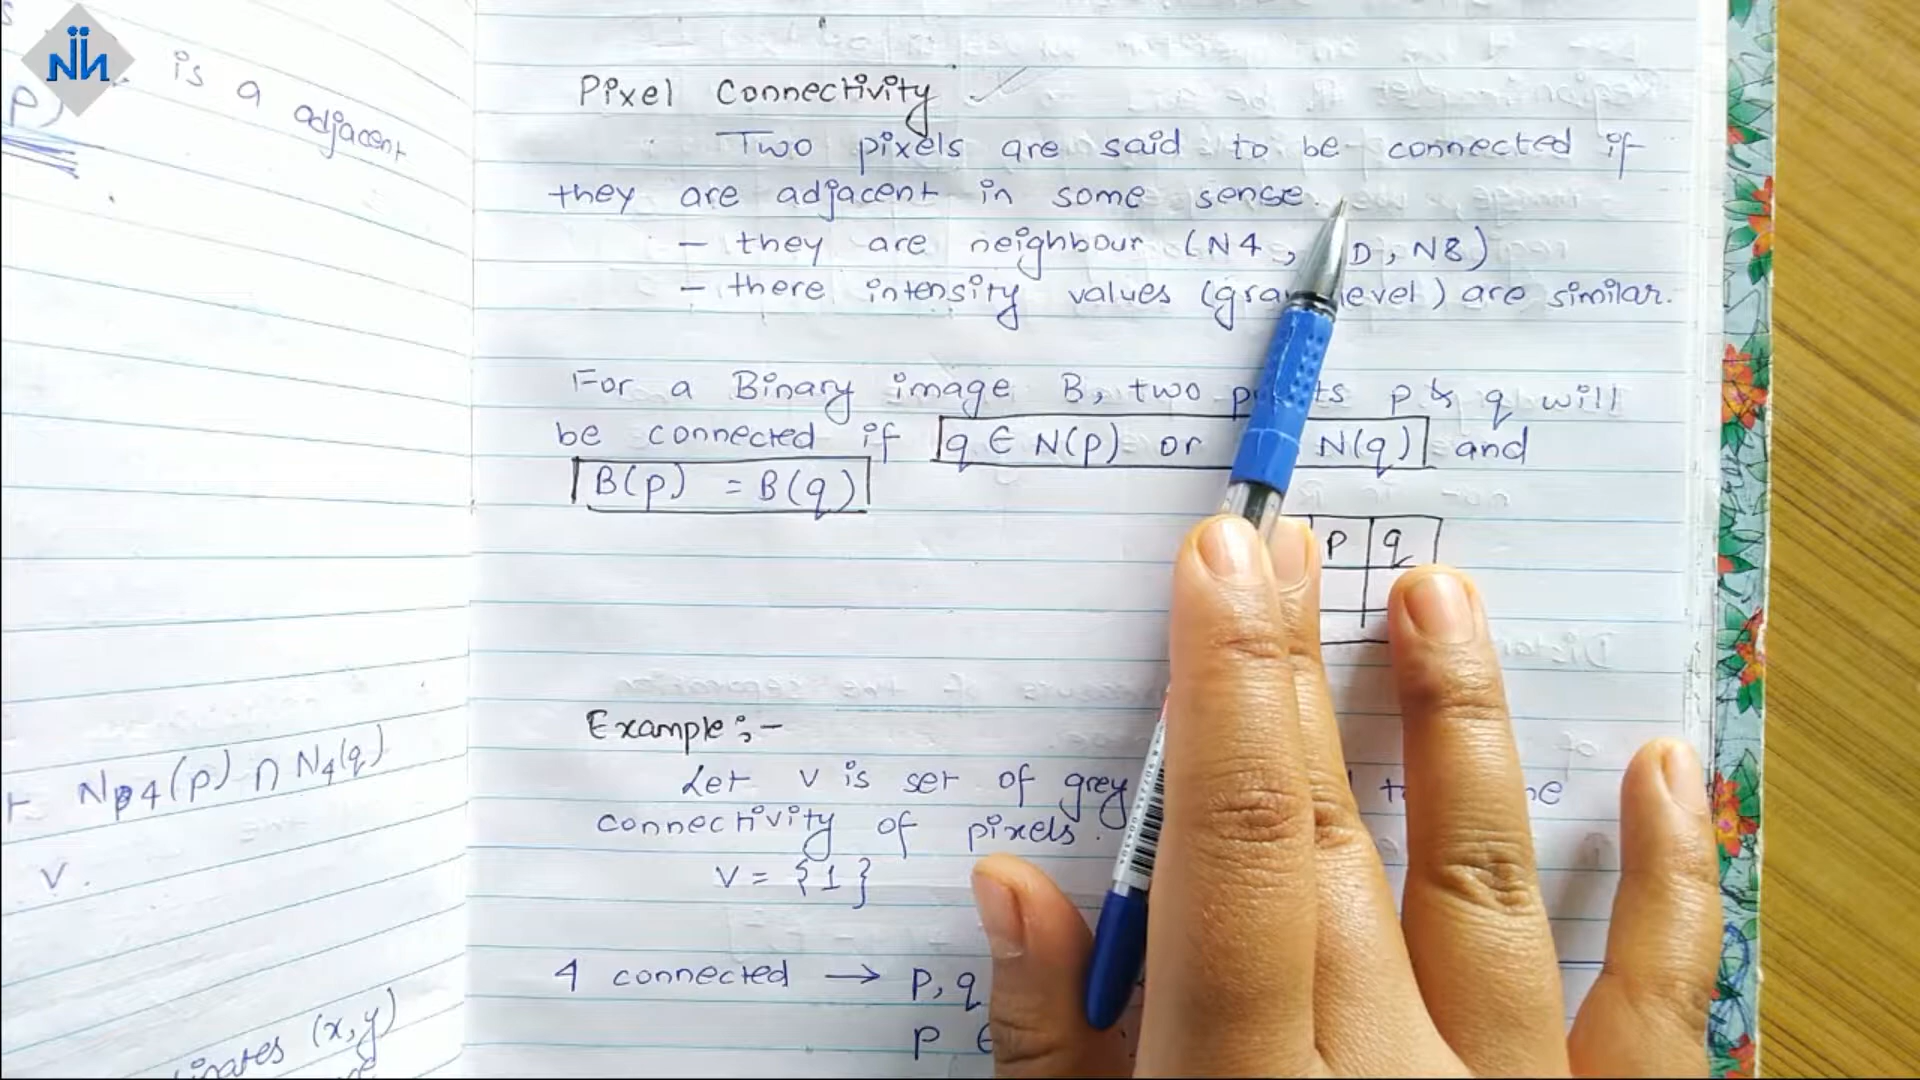 is a adjacent
P)
Np4(p) ∩ N4(q)
V.
(x,y)
Pixel Connectivity
Two pixels are said to be connected if
they are adjacent in some sense.
- they are neighbour (N4, D, N8)
- there intensity values (gra level) are similar.
For a Binary image B, two p ts p & q will
be connected if q ∈ N(p) or N(q) and
B(p) = B(q)
P q
Example :-
Let V is set of grey
connectivity of pixels.
V = {1}
4 connected → P, q
P ∈